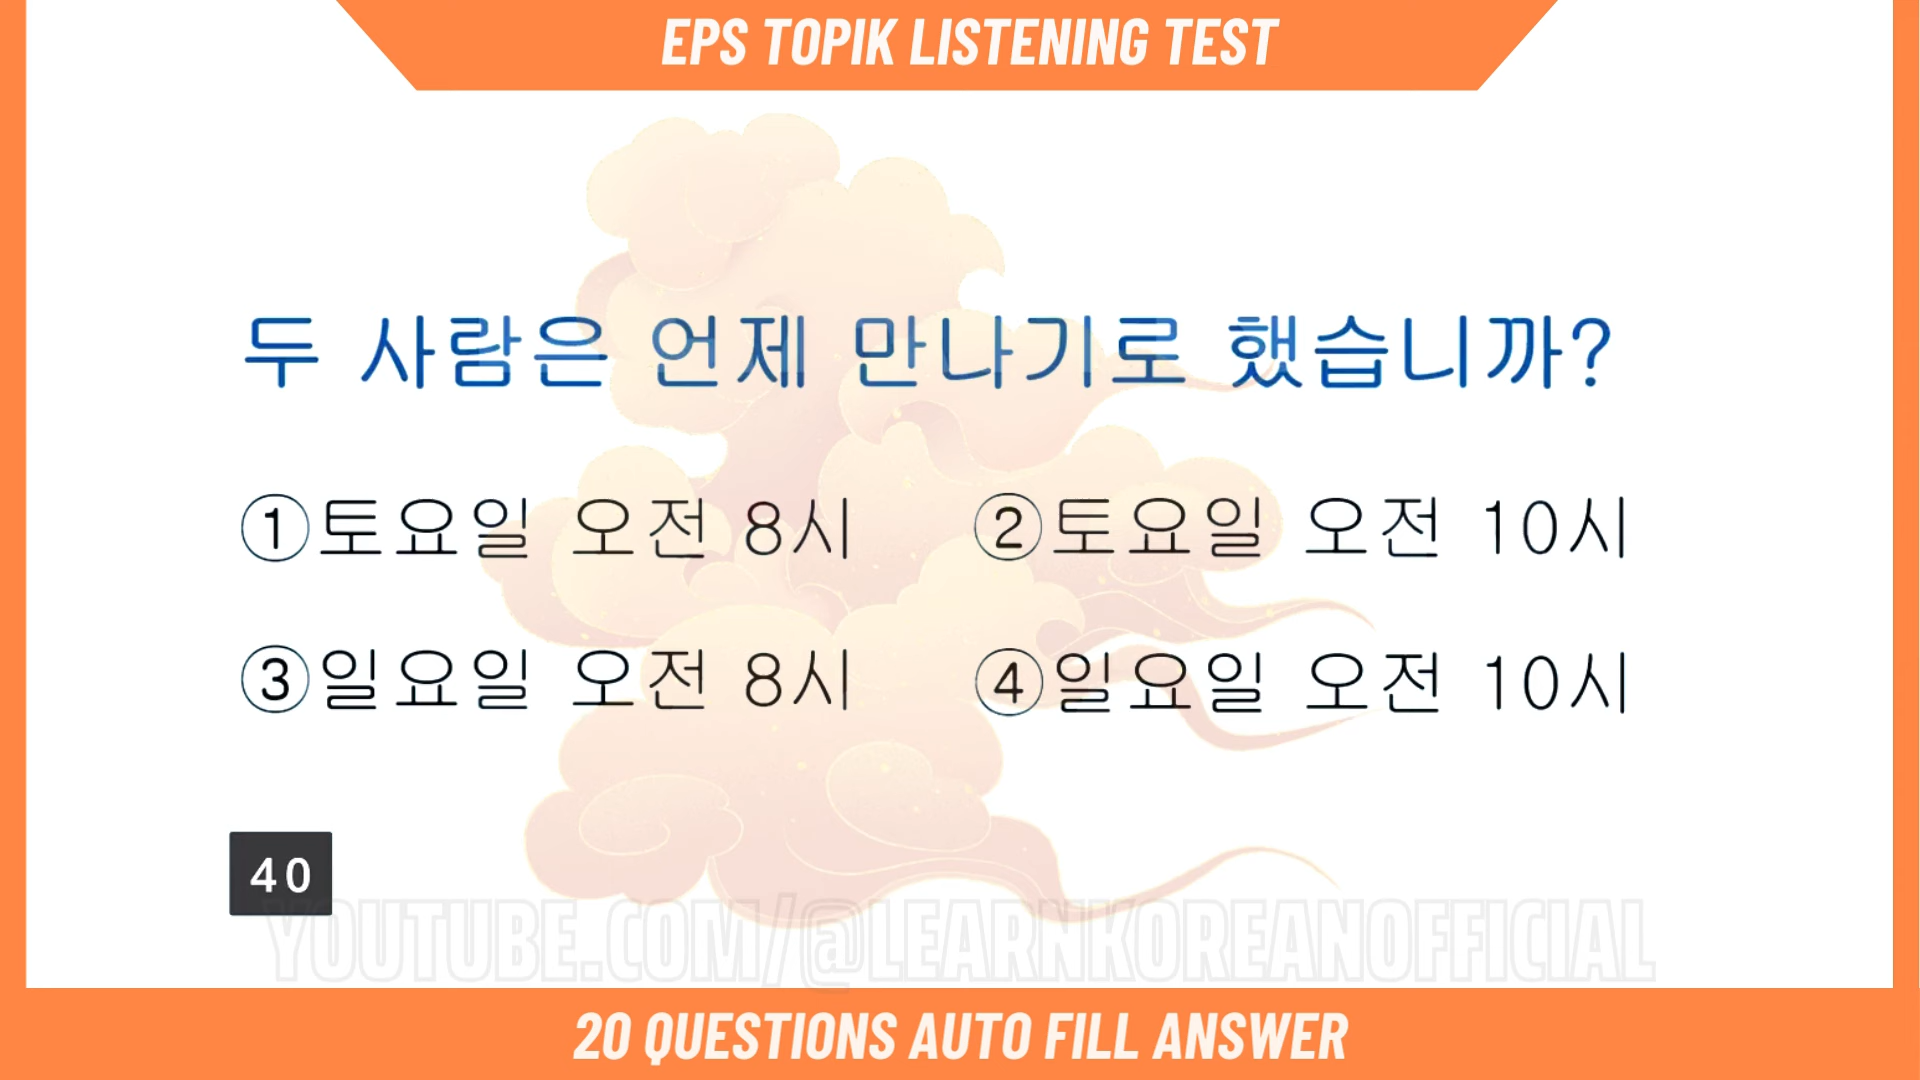 EPS TOPIK LISTENING TEST
두 사람은 언제 만나기로 했습니까?
①토요일 오전 8시 ②토요일 오전 10시
③일요일 오전 8시 ④일요일 오전 10시
40
YOUTUBE.COM/@LEARNKOREANOFFICIAL
20 QUESTIONS AUTO FILL ANSWER